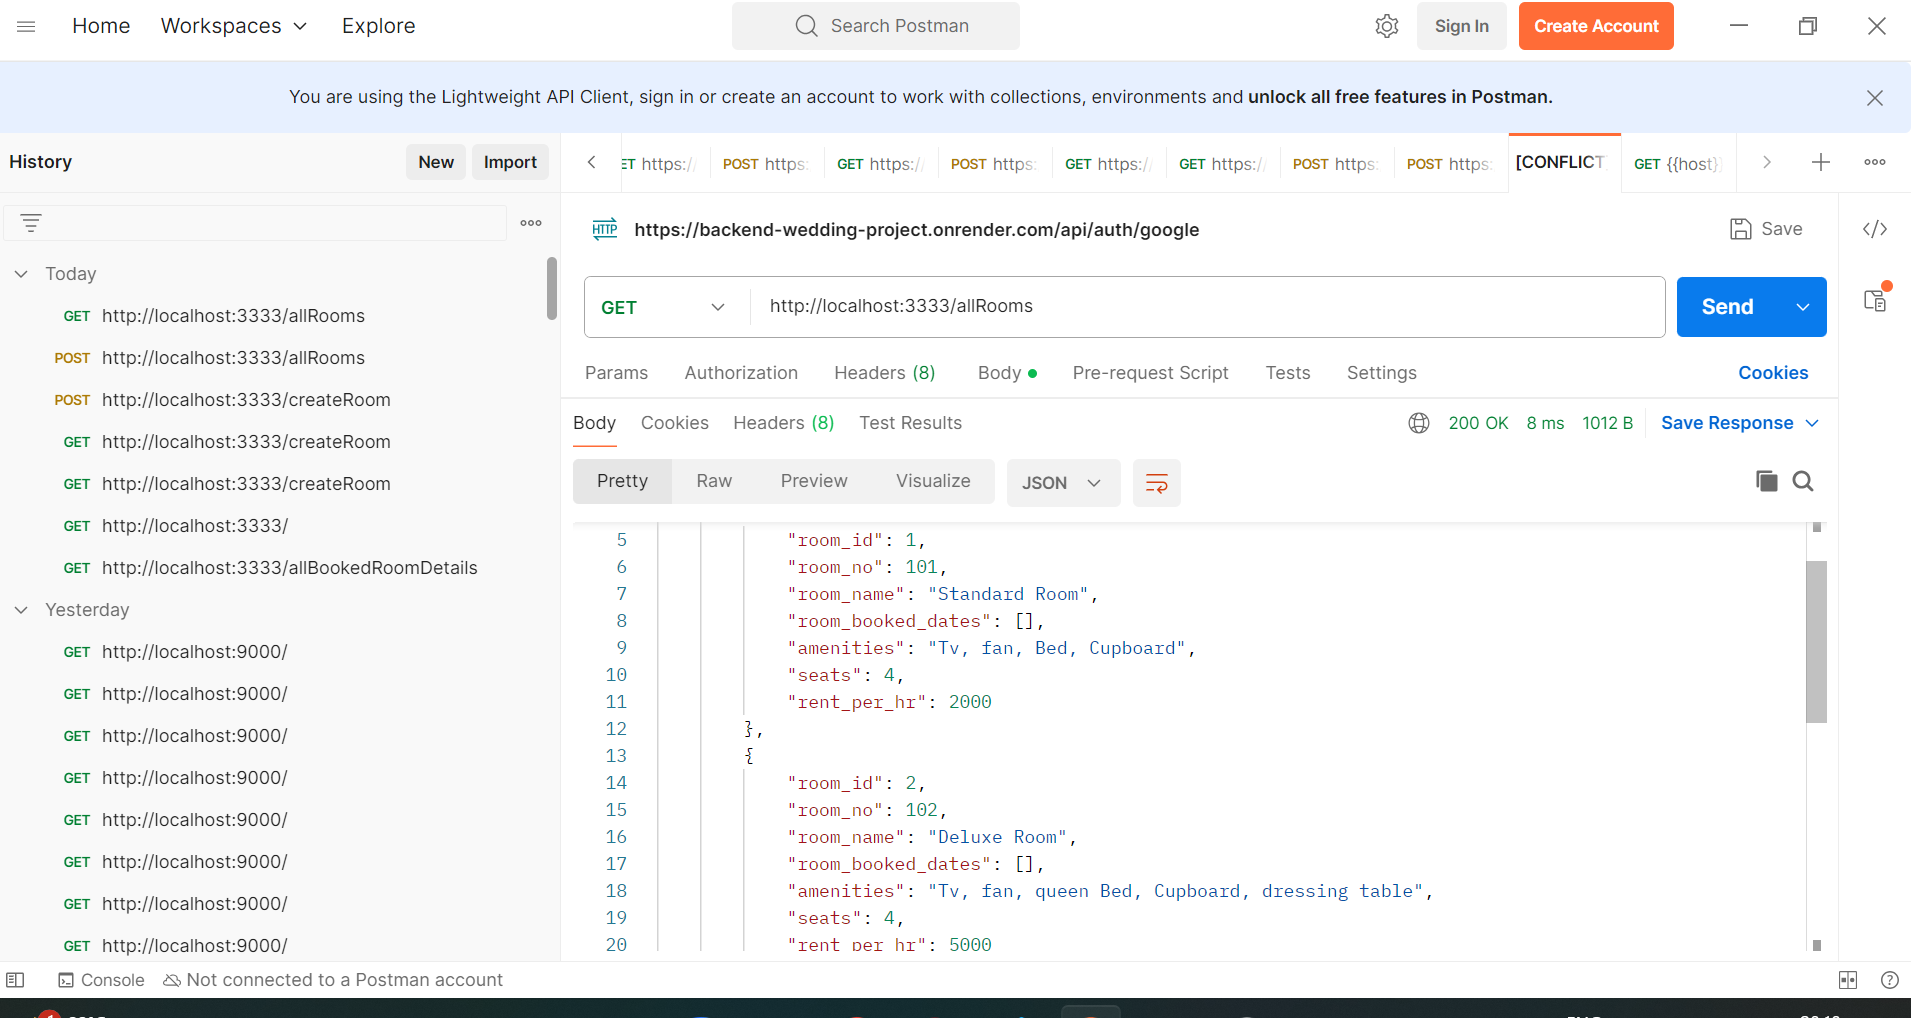 Home Workspaces Explore Search Postman Sign In Create Account
You are using the Lightweight API Client, sign in or create an account to work with collections, environments and unlock all free features in Postman.
History New Import
ET https:// POST https: GET https:// POST https: GET https:// GET https:// POST https: POST https: [CONFLICT GET {{host}}
HTTP https://backend-wedding-project.onrender.com/api/auth/google Save
Today
GET http://localhost:3333/allRooms
POST http://localhost:3333/allRooms
POST http://localhost:3333/createRoom
GET http://localhost:3333/createRoom
GET http://localhost:3333/createRoom
GET http://localhost:3333/
GET http://localhost:3333/allBookedRoomDetails
Yesterday
GET http://localhost:9000/
GET http://localhost:9000/
GET http://localhost:9000/
GET http://localhost:9000/
GET http://localhost:9000/
GET http://localhost:9000/
GET http://localhost:9000/
GET http://localhost:9000/
GET http://localhost:3333/allRooms Send
Params Authorization Headers (8) Body Pre-request Script Tests Settings Cookies
Body Cookies Headers (8) Test Results 200 OK 8 ms 1012 B Save Response
Pretty Raw Preview Visualize JSON
5 "room_id": 1,
6 "room_no": 101,
7 "room_name": "Standard Room",
8 "room_booked_dates": [],
9 "amenities": "Tv, fan, Bed, Cupboard",
10 "seats": 4,
11 "rent_per_hr": 2000
12 },
13 {
14 "room_id": 2,
15 "room_no": 102,
16 "room_name": "Deluxe Room",
17 "room_booked_dates": [],
18 "amenities": "Tv, fan, queen Bed, Cupboard, dressing table",
19 "seats": 4,
20 "rent_per_hr": 5000
Console Not connected to a Postman account